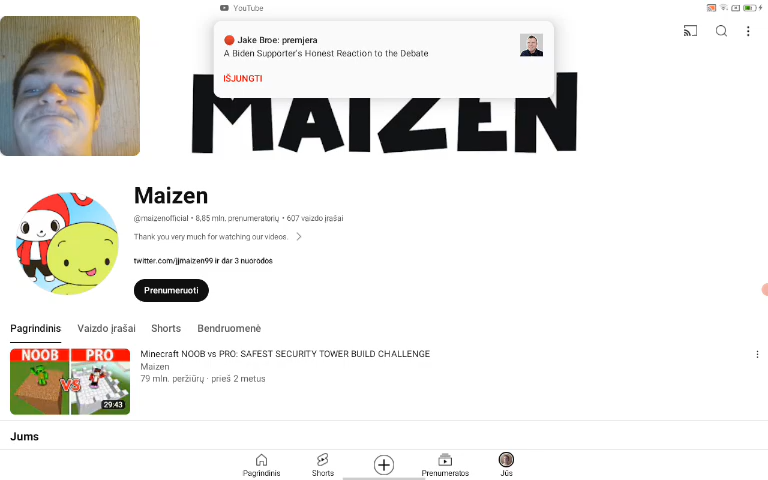 YouTube
Jake Broe: premjera
A Biden Supporter's Honest Reaction to the Debate
IŠJUNGTI
MAIZEN
Maizen
@maizenofficial • 8,85 mln. prenumeratorių • 607 vaizdo įrašai
Thank you very much for watching our videos.
twitter.com/jjmaizen99 ir dar 3 nuorodos
Prenumeruoti
Pagrindinis Vaizdo įrašai Shorts Bendruomenė
NOOB PRO
VS
29:43
Minecraft NOOB vs PRO: SAFEST SECURITY TOWER BUILD CHALLENGE
Maizen
79 mln. peržiūrų · prieš 2 metus
Jums
Pagrindinis Shorts Prenumeratos Jūs